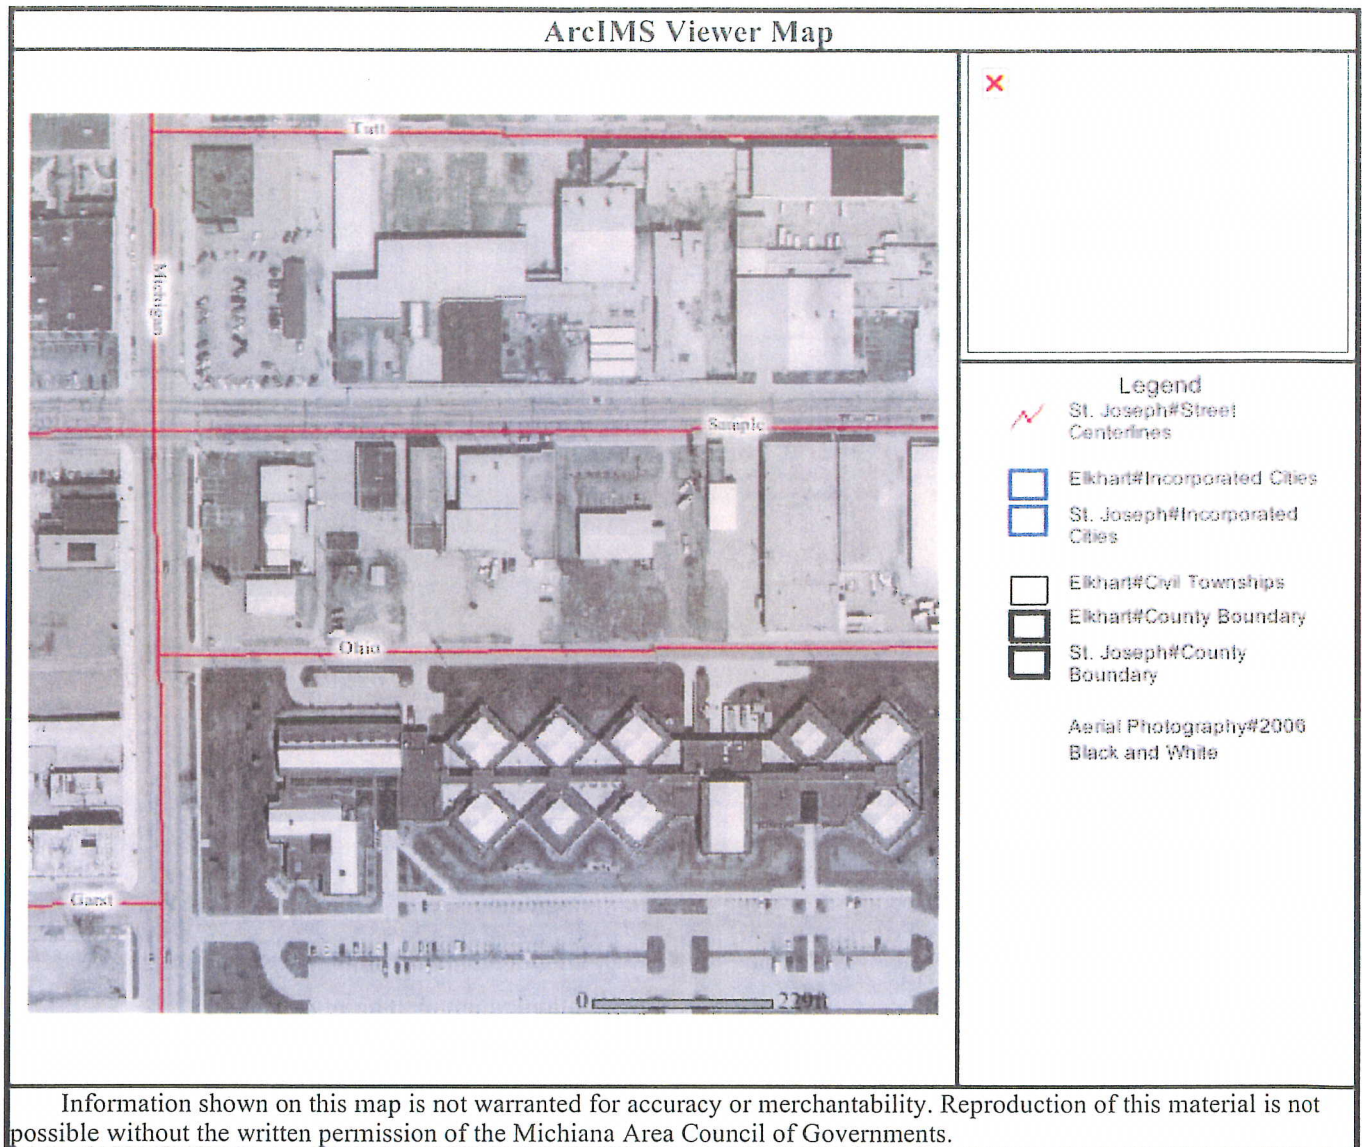 ArcIMS Viewer Map
Tutt
Michigan
Sample
Ohio
Garst
0 229ft
Legend
St. Joseph#Street
Centerlines
Elkhart#Incorporated Cities
St. Joseph#Incorporated
Cities
Elkhart#Civil Townships
Elkhart#County Boundary
St. Joseph#County
Boundary
Aerial Photography#2006
Black and White
Information shown on this map is not warranted for accuracy or merchantability. Reproduction of this material is not
possible without the written permission of the Michiana Area Council of Governments.